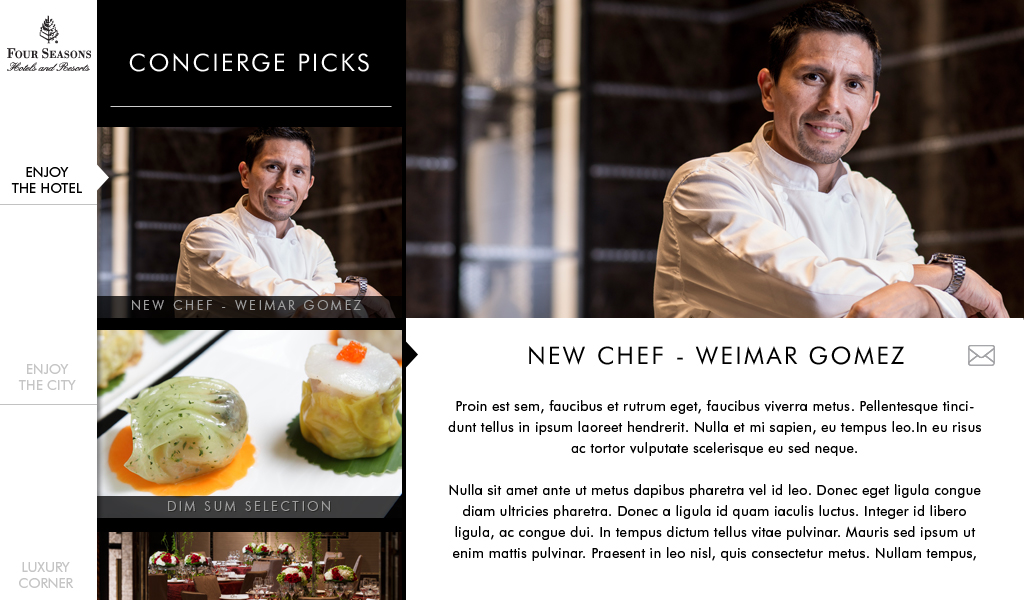 FOUR SEASONS
Hotels and Resorts
ENJOY
THE HOTEL
ENJOY
THE CITY
LUXURY
CORNER
CONCIERGE PICKS
NEW CHEF - WEIMAR GOMEZ
DIM SUM SELECTION
NEW CHEF - WEIMAR GOMEZ
Proin est sem, faucibus et rutrum eget, faucibus viverra metus. Pellentesque tinci-
dunt tellus in ipsum laoreet hendrerit. Nulla et mi sapien, eu tempus leo.In eu risus
ac tortor vulputate scelerisque eu sed neque.
Nulla sit amet ante ut metus dapibus pharetra vel id leo. Donec eget ligula congue
diam ultricies pharetra. Donec a ligula id quam iaculis luctus. Integer id libero
ligula, ac congue dui. In tempus dictum tellus vitae pulvinar. Mauris sed ipsum ut
enim mattis pulvinar. Praesent in leo nisl, quis consectetur metus. Nullam tempus,